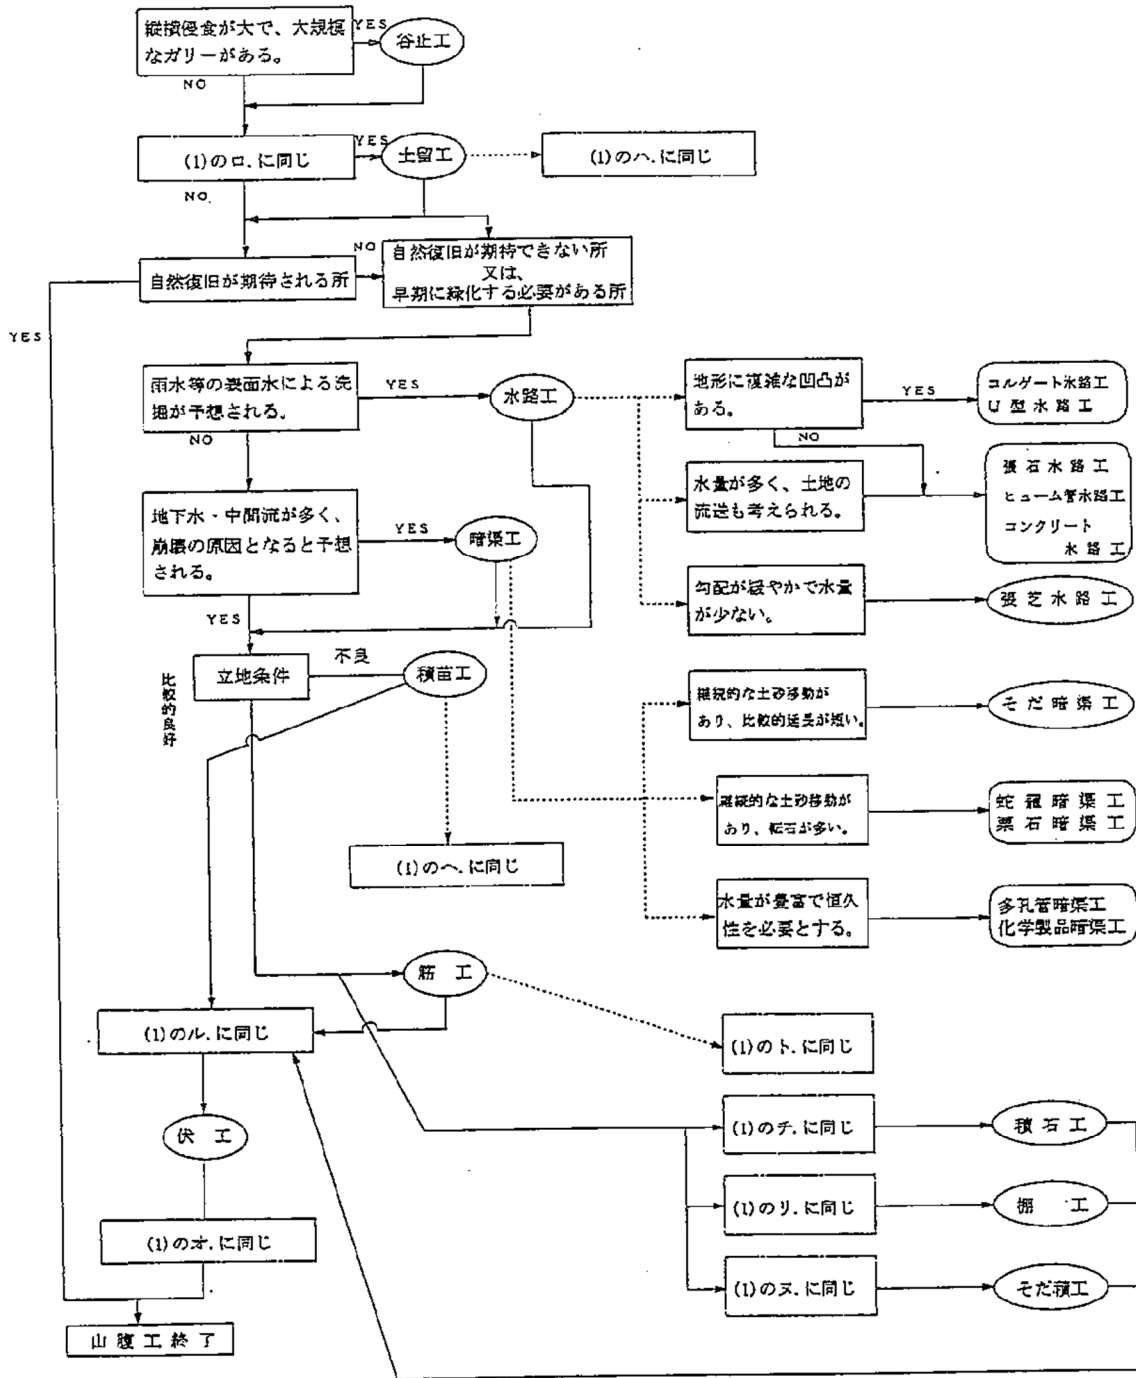 縦横侵食が大で、大規模
なガリーがある。
YES
谷止工
NO
(1)のロ.に同じ
YES
土留工
(1)のハ.に同じ
NO
自然復旧が期待される所
NO
自然復旧が期待できない所
又は、
早期に緑化する必要がある所
YES
雨水等の表面水による洗
掘が予想される。
YES
水路工
地形に複雑な凹凸が
ある。
YES
コルゲート水路工
U型水路工
NO
NO
水量が多く、土地の
流送も考えられる。
張石水路工
ヒューム管水路工
コンクリート
水路工
地下水・中間流が多く、
崩壊の原因となると予想
される。
YES
暗渠工
勾配が緩やかで水量
が少ない。
張芝水路工
YES
立地条件
不良
積苗工
比較的良好
継続的な土砂移動が
あり、比較的延長が短い。
そだ暗渠工
継続的な土砂移動が
あり、転石が多い。
蛇籠暗渠工
栗石暗渠工
(1)のヘ.に同じ
水量が豊富で恒久
性を必要とする。
多孔管暗渠工
化学製品暗渠工
筋工
(1)のル.に同じ
(1)のト.に同じ
伏工
(1)のチ.に同じ
積石工
(1)のリ.に同じ
柵工
(1)のオ.に同じ
(1)のヌ.に同じ
そだ積工
山腹工終了